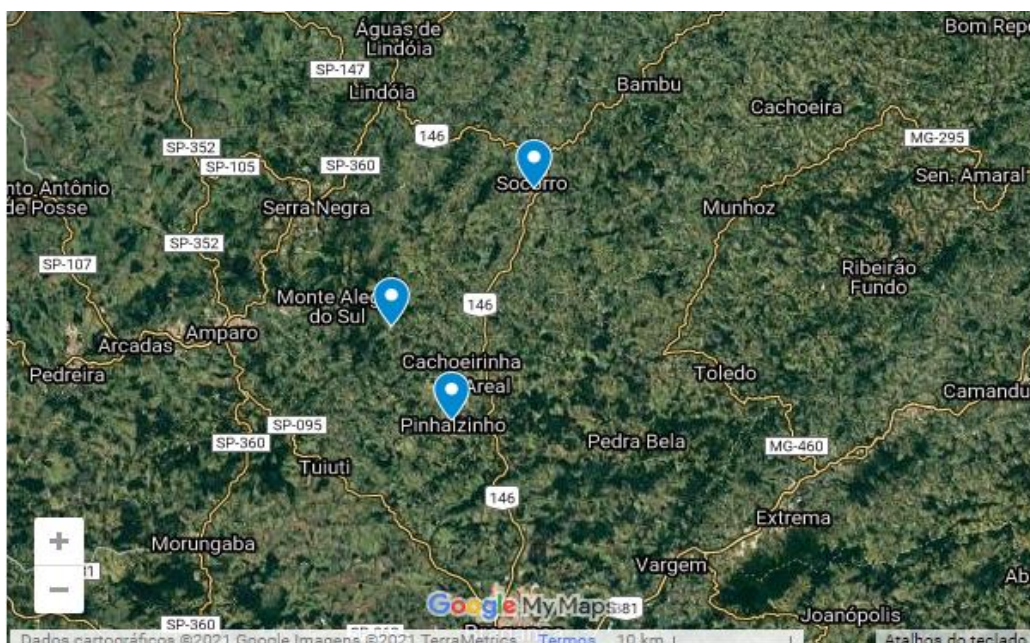 Águas de
Lindóia
Bom Rep
SP-147
Lindóia
Bambu
Cachoeira
146
MG-295
SP-352
SP-105
SP-360
Socorro
Sen. Amaral
nto Antônio
de Posse
Serra Negra
Munhoz
SP-352
SP-107
Ribeirão
Fundo
Monte Aleg
do Sul
146
Amparo
Arcadas
Pedreira
Cachoeirinha
Areal
Toledo
Camandu
Pinhalzinho
SP-095
SP-360
Pedra Bela
MG-460
Tuiuti
146
Extrema
+
Morungaba
Vargem
−
31
Ab
Google My Maps
381
Joanópolis
SP-360
Dados cartográficos ©2021 Google Imagens ©2021 TerraMetrics Termos 10 km Atalhos do teclad